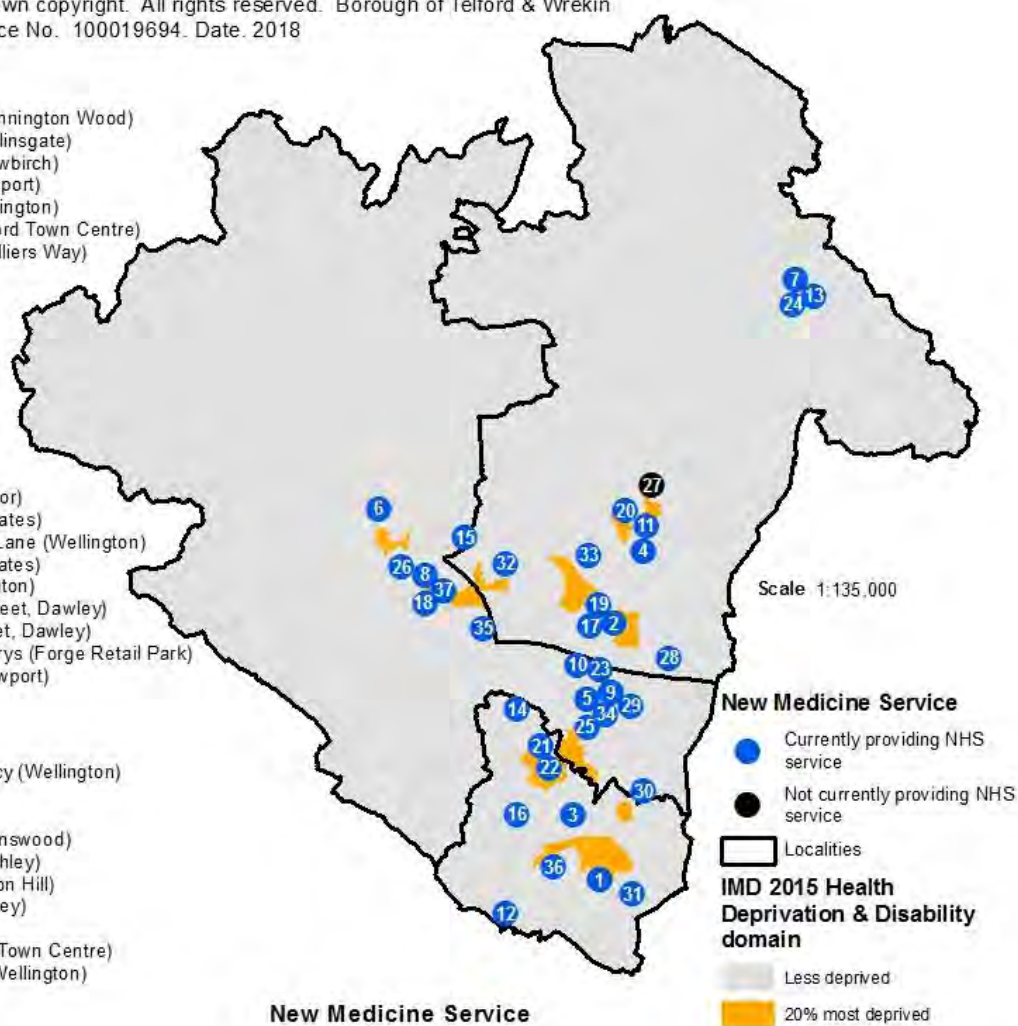 wn copyright. All rights reserved. Borough of Telford & Wrekin
ce No. 100019694. Date. 2018
nnington Wood)
linsgate)
wbirch)
port)
ington)
rd Town Centre)
lliers Way)
or)
ates)
Lane (Wellington)
ates)
ton)
eet, Dawley)
et, Dawley)
rys (Forge Retail Park)
wport)
cy (Wellington)
nswood)
hley)
on Hill)
ey)
Town Centre)
Wellington)
7
13
24
27
6
20
11
15
4
33
32
26
8
37
18
19
17
2
35
28
10
23
9
5
29
34
14
25
21
22
30
16
3
36
1
31
12
Scale 1:135,000
New Medicine Service
Currently providing NHS
service
Not currently providing NHS
service
Localities
IMD 2015 Health
Deprivation & Disability
domain
Less deprived
20% most deprived
New Medicine Service